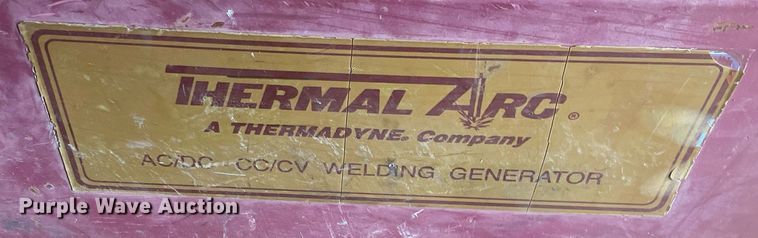 THERMAL ARC®
A THERMADYNE® Company
AC/DC CC/CV WELDING GENERATOR
Purple Wave Auction